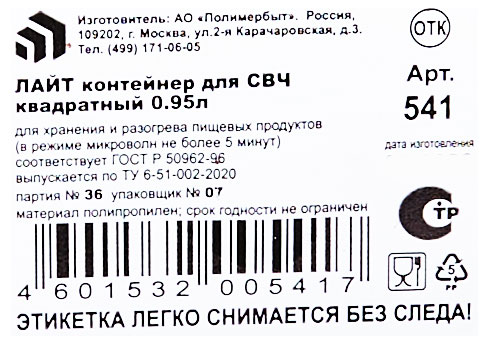 Изготовитель: АО «Полимербыт». Россия,
109202, г. Москва, ул.2-я Карачаровская, д.3.
Тел. (499) 171-06-05
ОТК
ЛАЙТ контейнер для СВЧ
квадратный 0.95л
Арт.
541
для хранения и разогрева пищевых продуктов
(в режиме микроволн не более 5 минут)
соответствует ГОСТ Р 50962-96
выпускается по ТУ 6-51-002-2020
дата изготовления
партия № 36 упаковщик № 07
материал полипропилен; срок годности не ограничен
СТР
4 601532 005417
5
PP
ЭТИКЕТКА ЛЕГКО СНИМАЕТСЯ БЕЗ СЛЕДА!